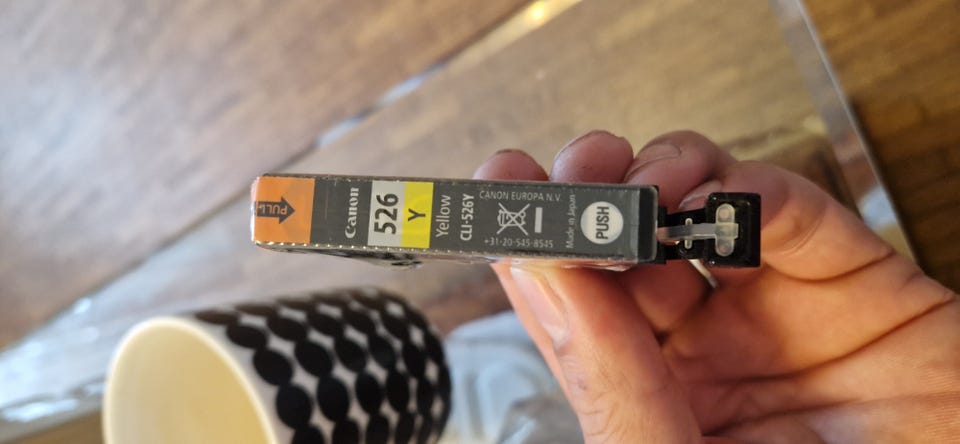 PULL
Canon
526
Y
Yellow
CLI-526Y
CANON EUROPA N.V.
+31-20-545-8545
Made in Japan
PUSH